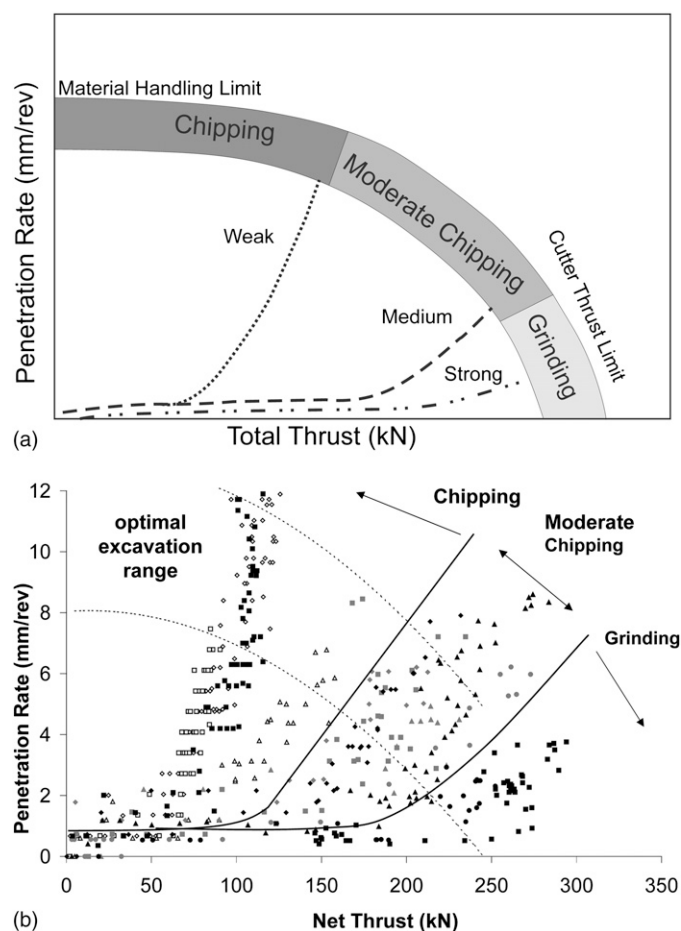 Material Handling Limit
Chipping
Moderate Chipping
Cutter Thrust Limit
Grinding
Weak
Medium
Strong
Penetration Rate (mm/rev)
Total Thrust (kN)
(a)
12
10
8
6
4
2
0
Penetration Rate (mm/rev)
optimal
excavation
range
Chipping
Moderate
Chipping
Grinding
0
50
100
150
200
250
300
350
Net Thrust (kN)
(b)